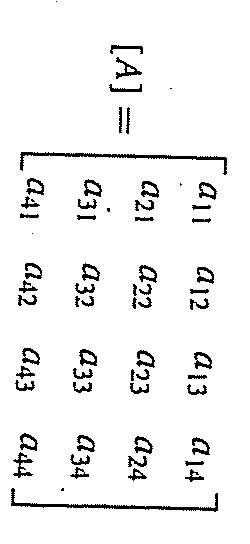 [A] =
a11 a12 a13 a14
a21 a22 a23 a24
a31 a32 a33 a34
a41 a42 a43 a44